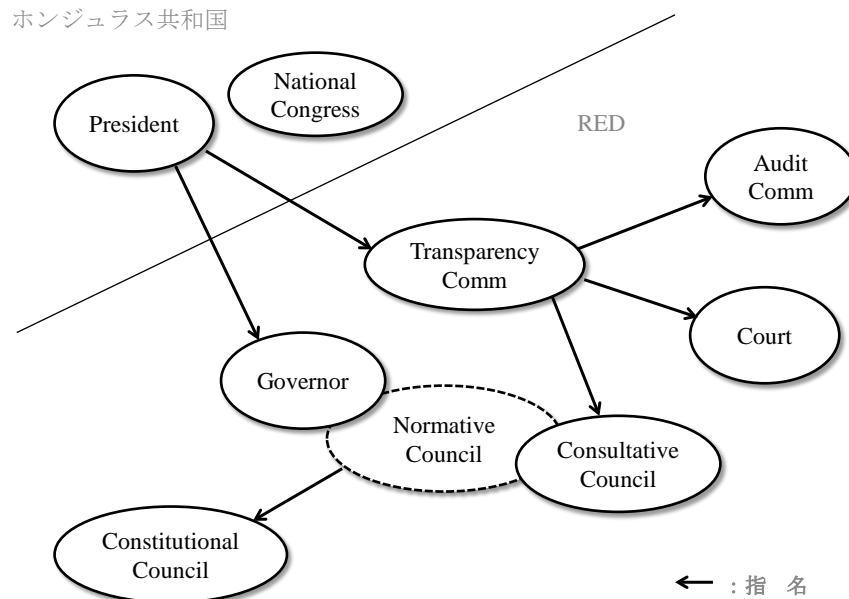 ホンジュラス共和国
National
Congress
President
RED
Audit
Comm
Transparency
Comm
Court
Governor
Normative
Council
Consultative
Council
Constitutional
Council
：指 名